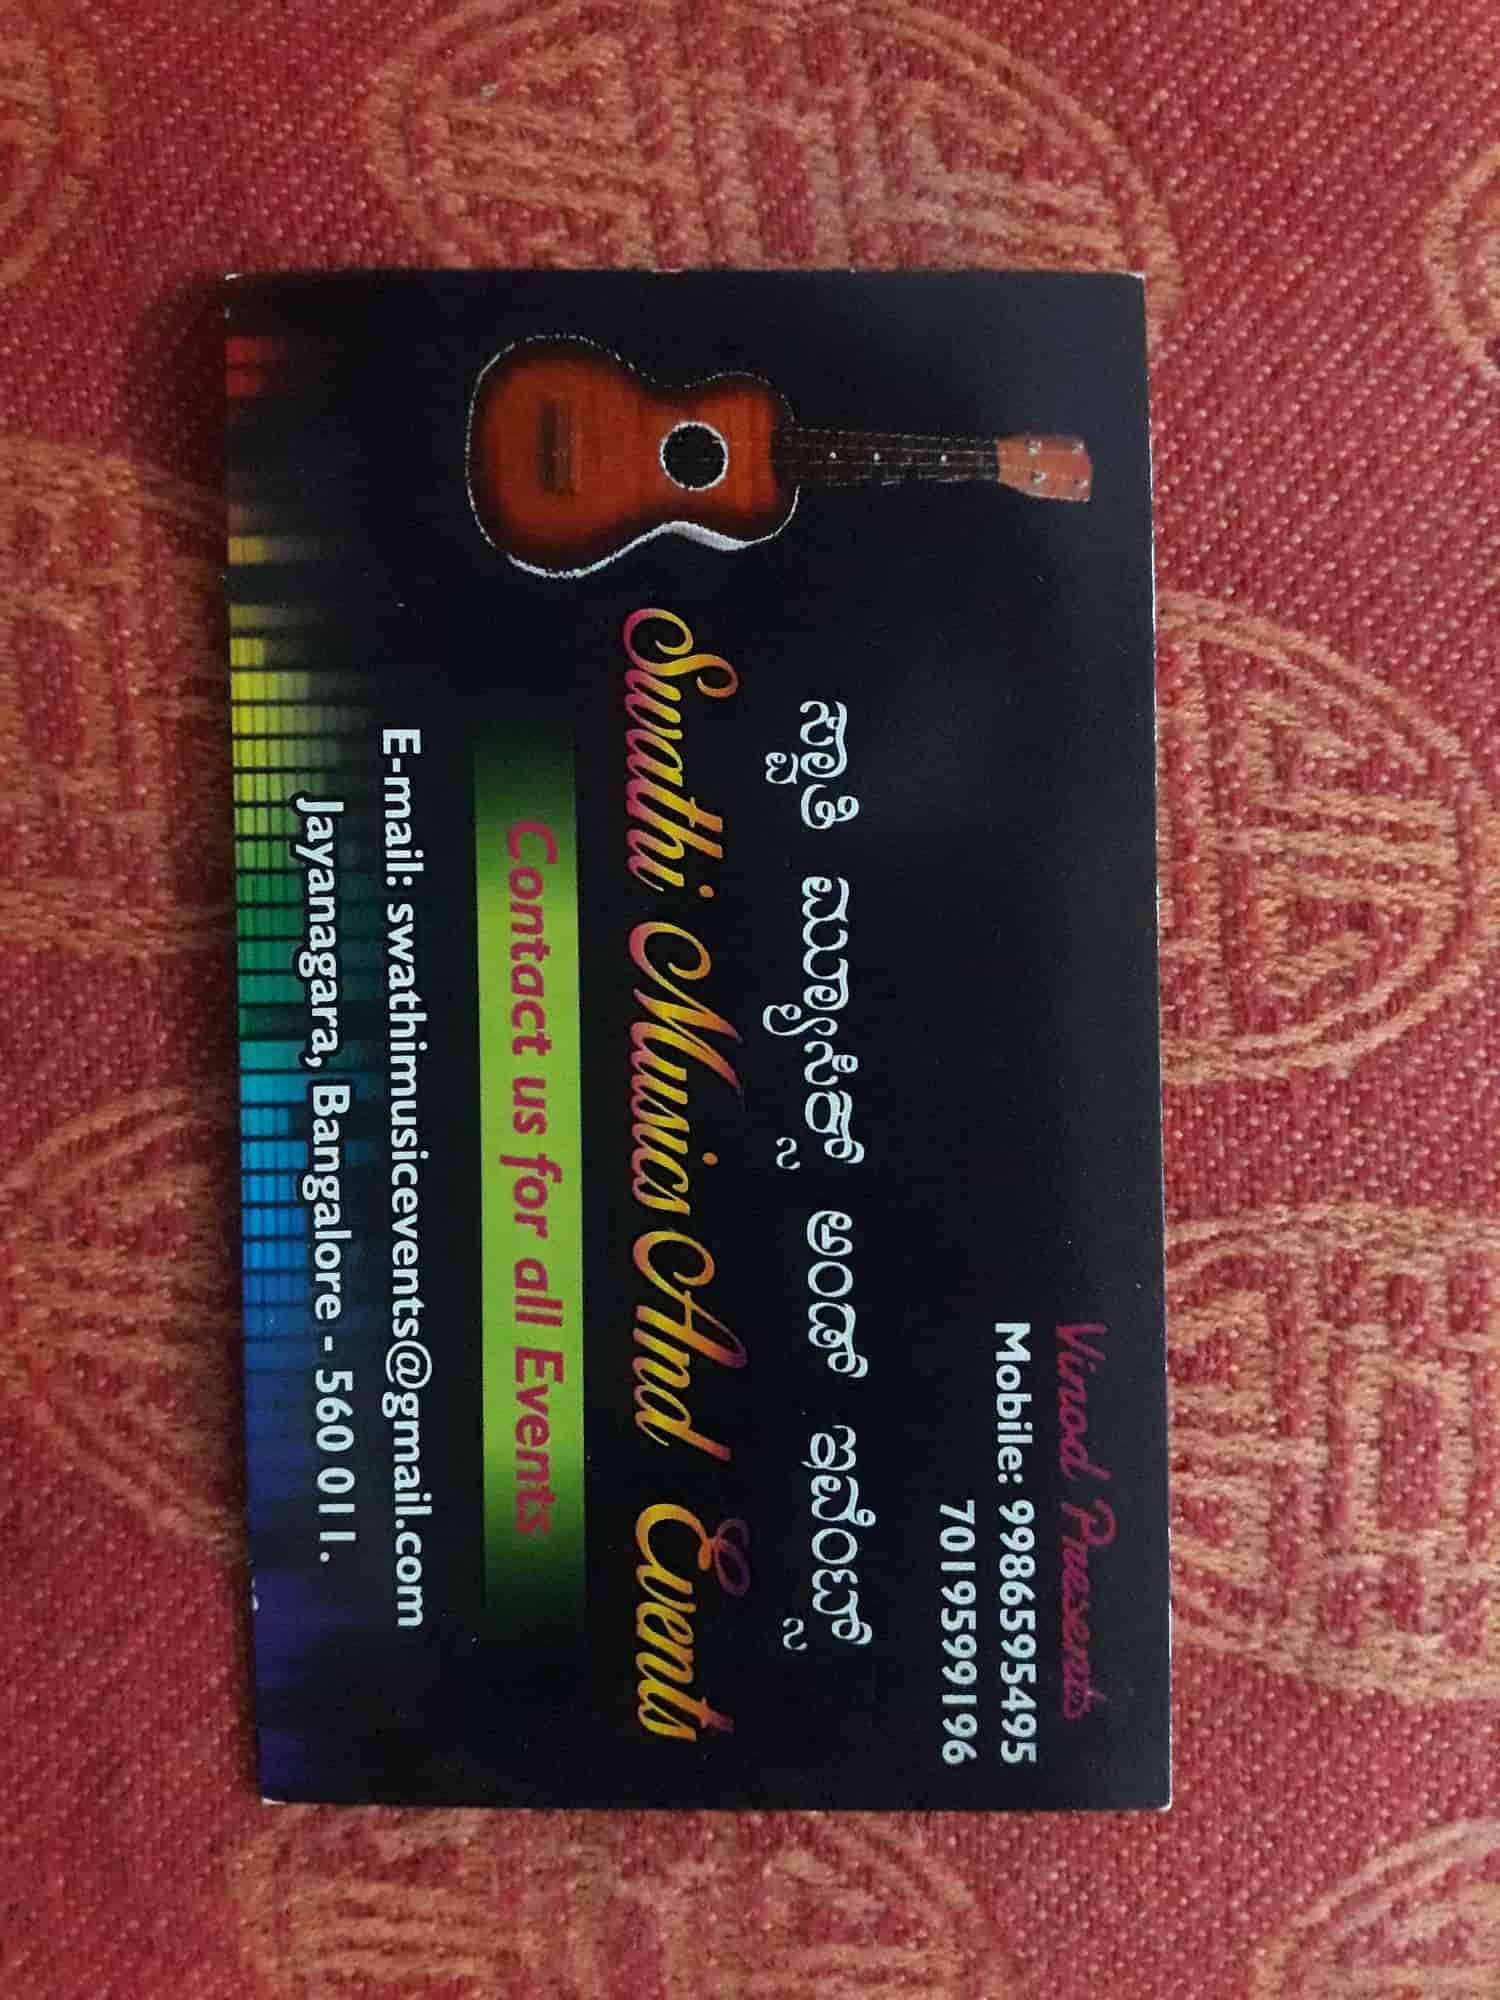 Vinod Presents
Mobile: 9986595495
7019599196
ಸ್ವಾತಿ ಮ್ಯೂಸಿಕ್ಸ್ ಅಂಡ್ ಇವೆಂಟ್ಸ್
Swathi Musics And Events
Contact us for all Events
E-mail: swathimusicevents@gmail.com
Jayanagara, Bangalore - 560 011.